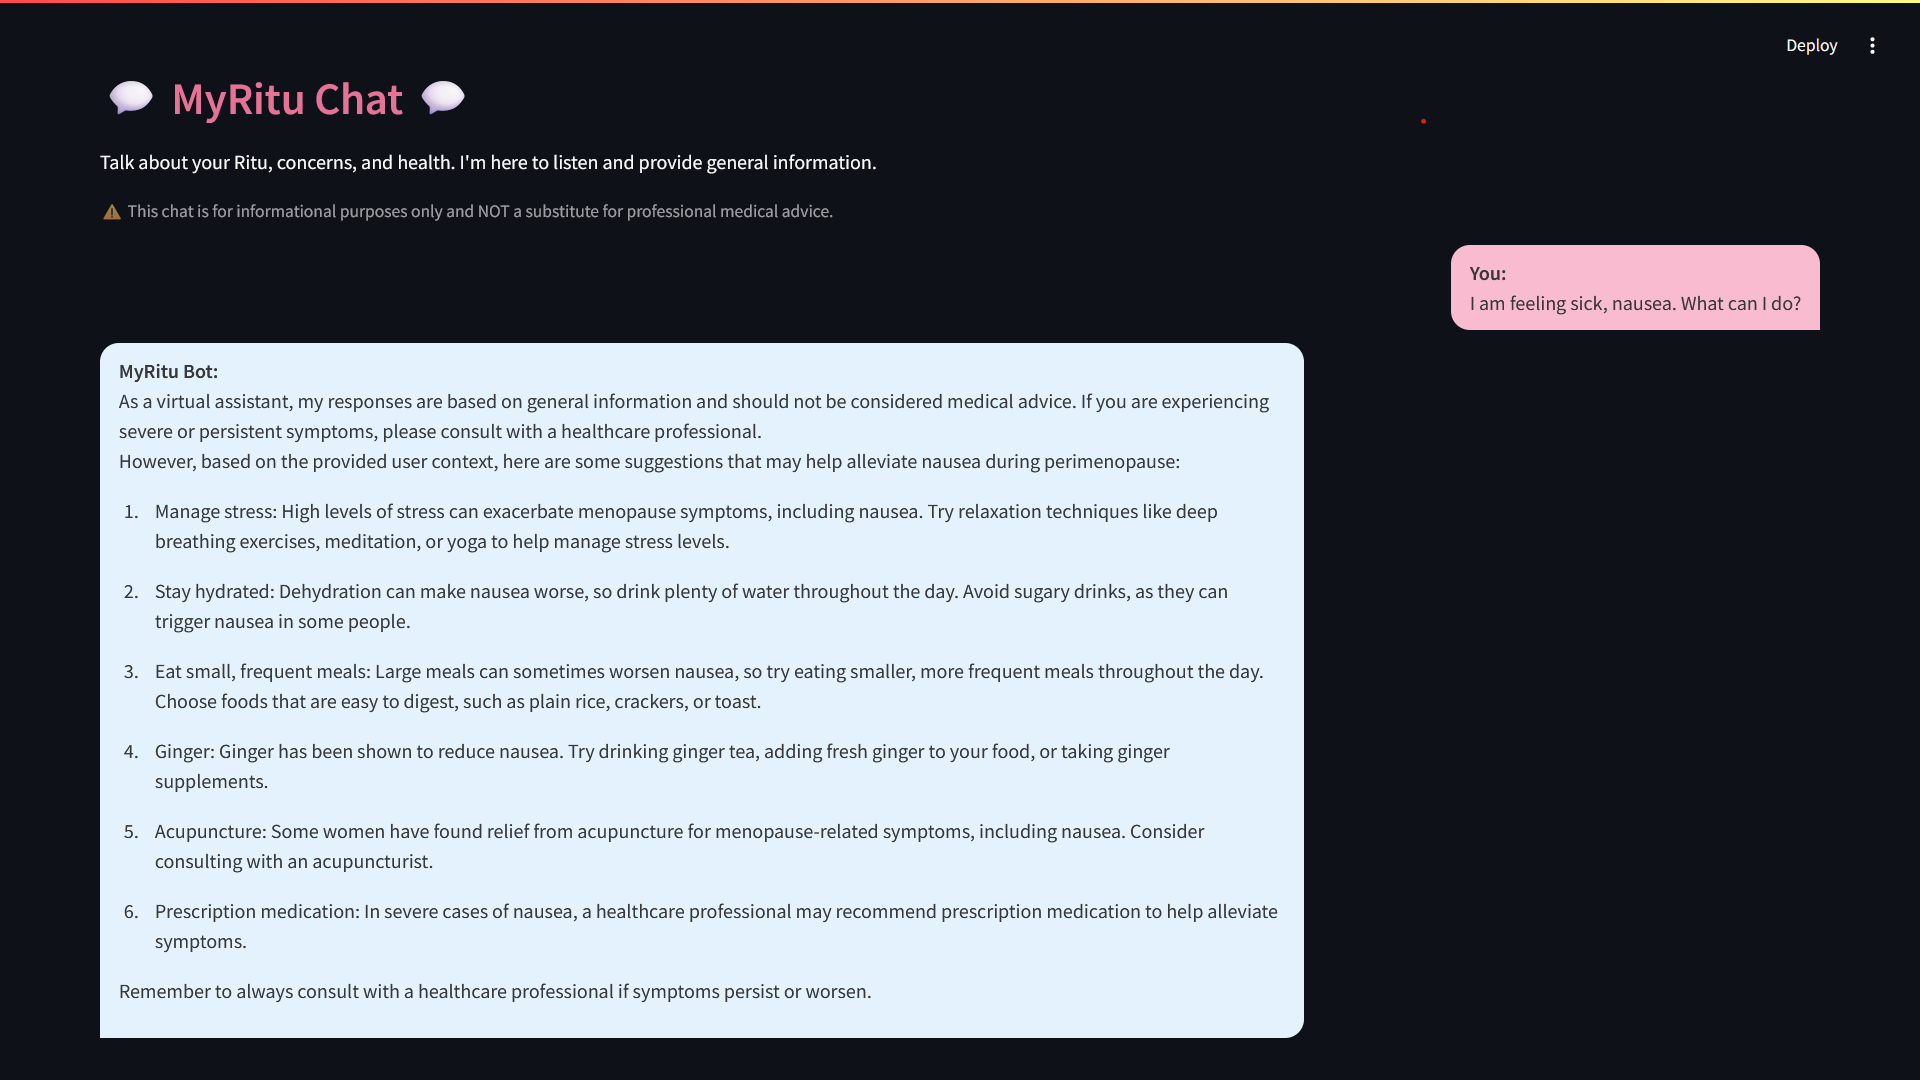 Deploy
MyRitu Chat
Talk about your Ritu, concerns, and health. I'm here to listen and provide general information.
This chat is for informational purposes only and NOT a substitute for professional medical advice.
You:
I am feeling sick, nausea. What can I do?
MyRitu Bot:
As a virtual assistant, my responses are based on general information and should not be considered medical advice. If you are experiencing
severe or persistent symptoms, please consult with a healthcare professional.
However, based on the provided user context, here are some suggestions that may help alleviate nausea during perimenopause:
1. Manage stress: High levels of stress can exacerbate menopause symptoms, including nausea. Try relaxation techniques like deep
breathing exercises, meditation, or yoga to help manage stress levels.
2. Stay hydrated: Dehydration can make nausea worse, so drink plenty of water throughout the day. Avoid sugary drinks, as they can
trigger nausea in some people.
3. Eat small, frequent meals: Large meals can sometimes worsen nausea, so try eating smaller, more frequent meals throughout the day.
Choose foods that are easy to digest, such as plain rice, crackers, or toast.
4. Ginger: Ginger has been shown to reduce nausea. Try drinking ginger tea, adding fresh ginger to your food, or taking ginger
supplements.
5. Acupuncture: Some women have found relief from acupuncture for menopause-related symptoms, including nausea. Consider
consulting with an acupuncturist.
6. Prescription medication: In severe cases of nausea, a healthcare professional may recommend prescription medication to help alleviate
symptoms.
Remember to always consult with a healthcare professional if symptoms persist or worsen.